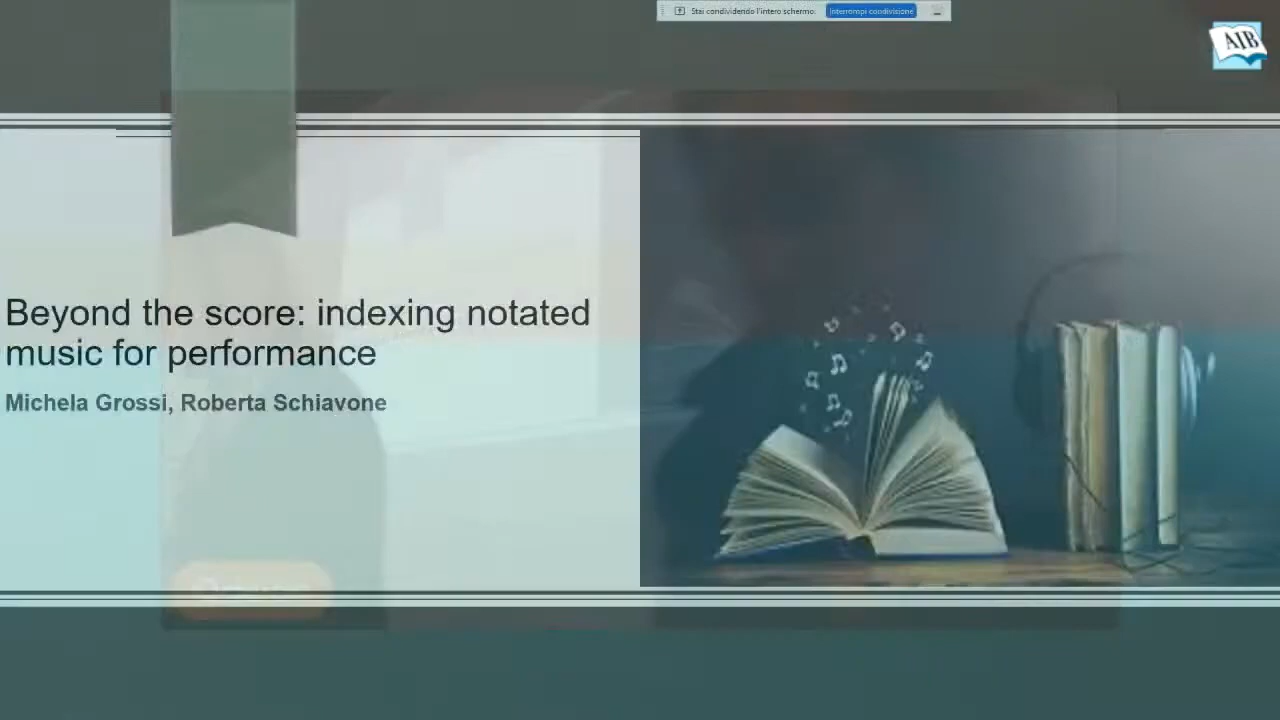 Stai condividendo l'intero schermo.
Interrompi condivisione
AIB
Beyond the score: indexing notated
music for performance
Michela Grossi, Roberta Schiavone